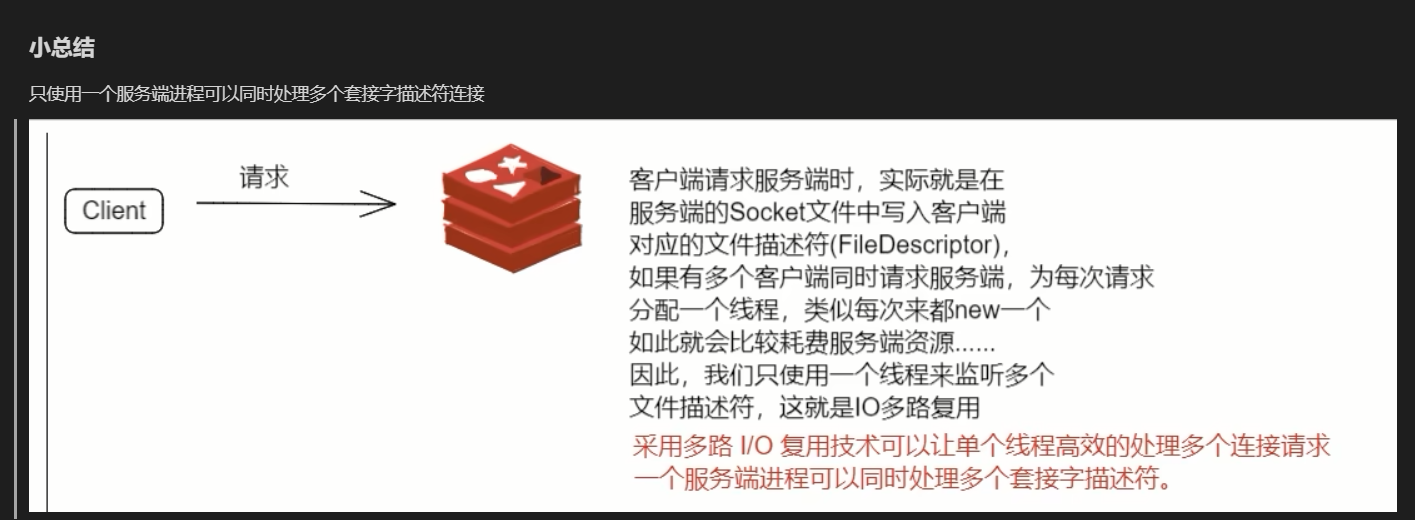 小总结
只使用一个服务端进程可以同时处理多个套接字描述符连接
请求
Client
客户端请求服务端时，实际就是在
服务端的Socket文件中写入客户端
对应的文件描述符(FileDescriptor)，
如果有多个客户端同时请求服务端，为每次请求
分配一个线程，类似每次来都new一个
如此就会比较耗费服务端资源......
因此，我们只使用一个线程来监听多个
文件描述符，这就是IO多路复用
采用多路 I/O 复用技术可以让单个线程高效的处理多个连接请求
一个服务端进程可以同时处理多个套接字描述符。